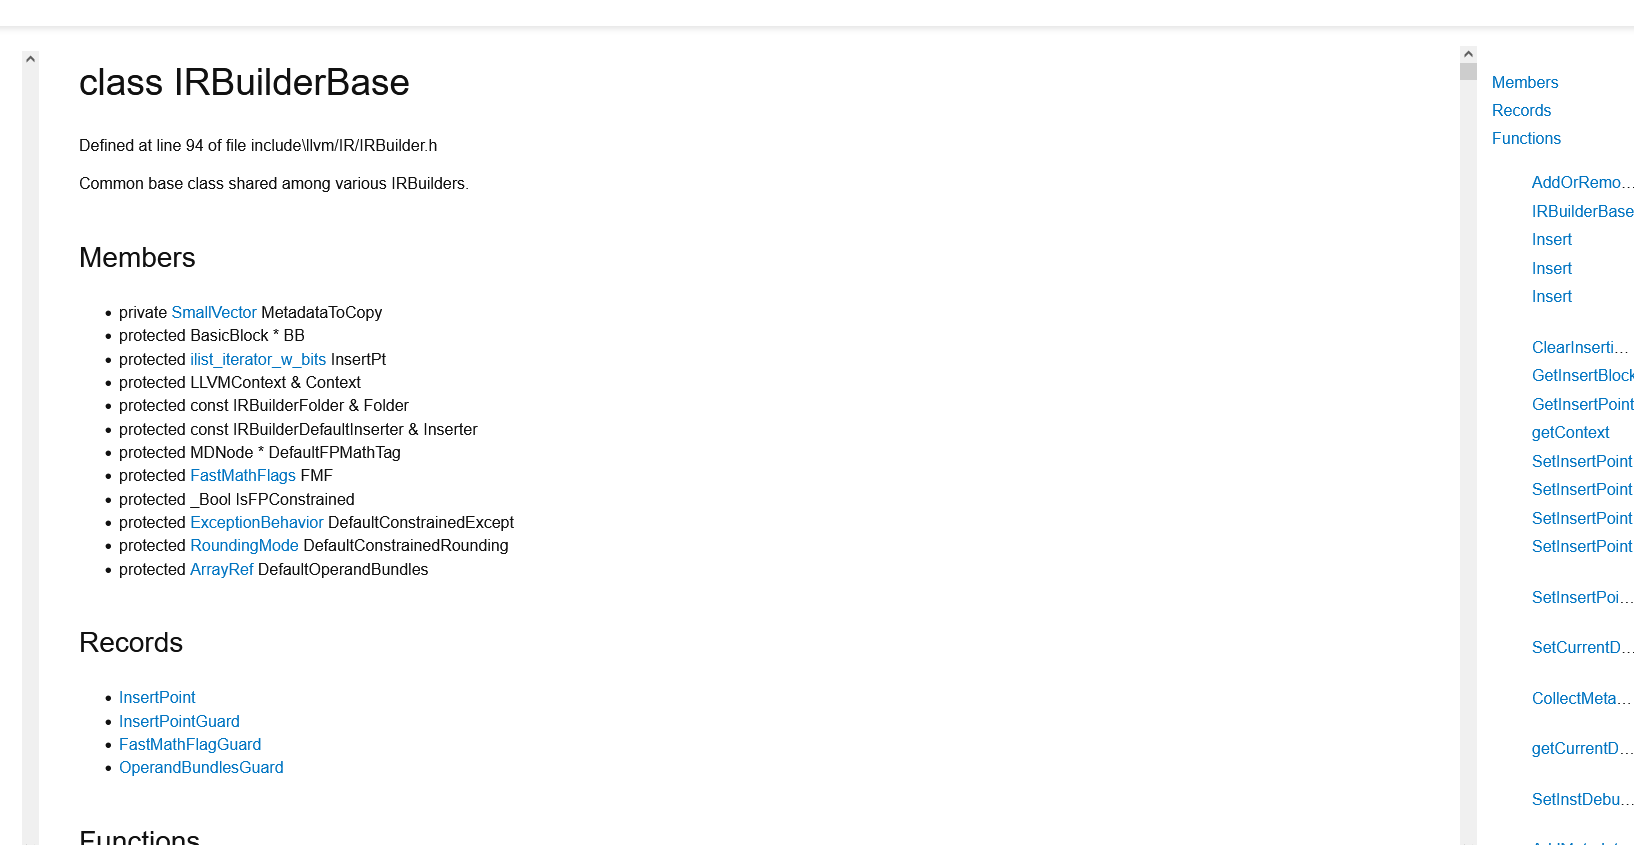 class IRBuilderBase
Defined at line 94 of file include\llvm/IR/IRBuilder.h
Common base class shared among various IRBuilders.
Members
private SmallVector MetadataToCopy
protected BasicBlock * BB
protected ilist_iterator_w_bits InsertPt
protected LLVMContext & Context
protected const IRBuilderFolder & Folder
protected const IRBuilderDefaultInserter & Inserter
protected MDNode * DefaultFPMathTag
protected FastMathFlags FMF
protected _Bool IsFPConstrained
protected ExceptionBehavior DefaultConstrainedExcept
protected RoundingMode DefaultConstrainedRounding
protected ArrayRef DefaultOperandBundles
Records
InsertPoint
InsertPointGuard
FastMathFlagGuard
OperandBundlesGuard
Functions
Members
Records
Functions
AddOrRemo...
IRBuilderBase
Insert
Insert
Insert
ClearInserti...
GetInsertBlock
GetInsertPoint
getContext
SetInsertPoint
SetInsertPoint
SetInsertPoint
SetInsertPoint
SetInsertPoi...
SetCurrentD...
CollectMeta...
getCurrentD...
SetInstDebu...